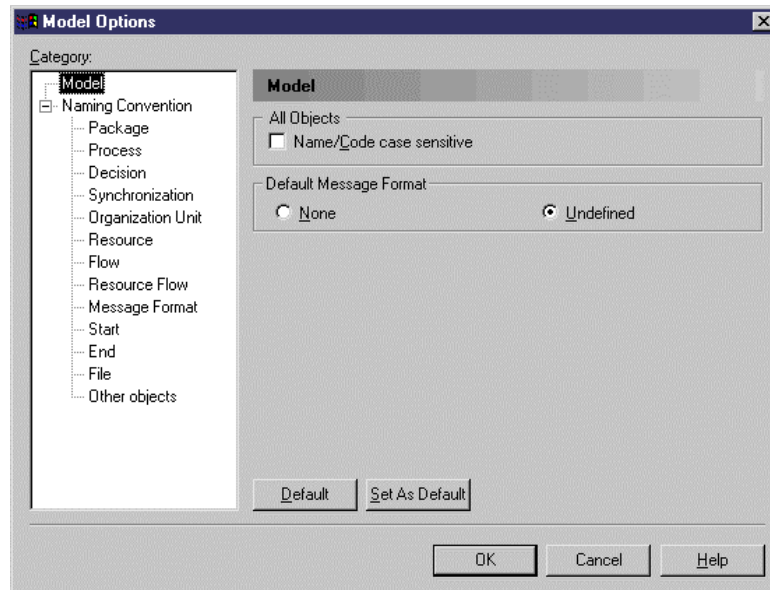 Model Options
Category:
Model
Naming Convention
Package
Process
Decision
Synchronization
Organization Unit
Resource
Flow
Resource Flow
Message Format
Start
End
File
Other objects
Model
All Objects
Name/Code case sensitive
Default Message Format
None Undefined
Default Set As Default
OK Cancel Help